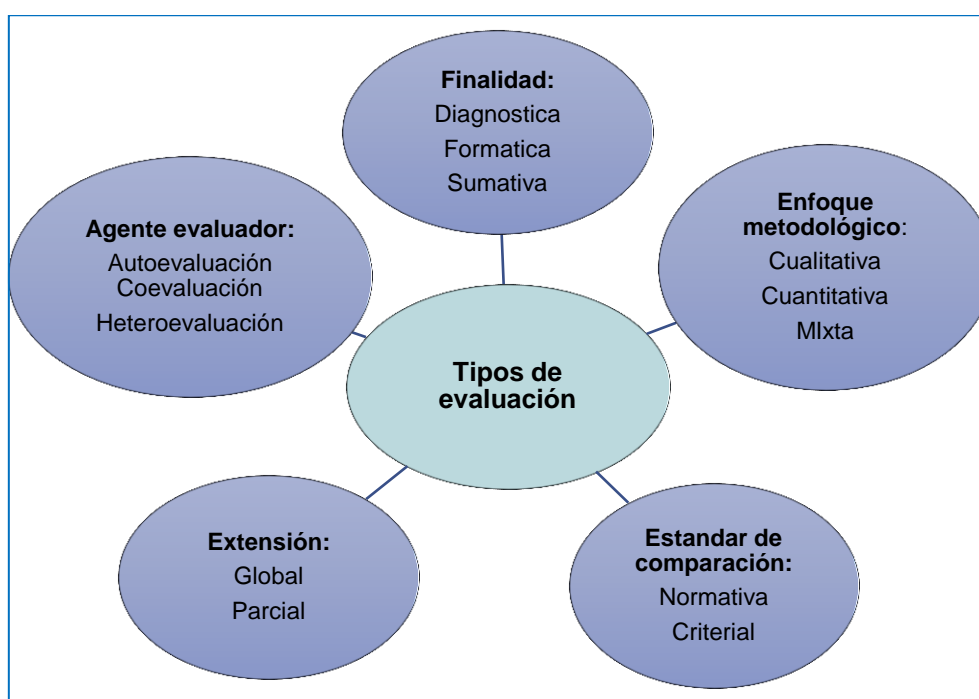 Finalidad:
Diagnostica
Formatica
Sumativa
Enfoque
metodológico:
Cualitativa
Cuantitativa
MIxta
Agente evaluador:
Autoevaluación
Coevaluación
Heteroevaluación
Tipos de
evaluación
Extensión:
Global
Parcial
Estandar de
comparación:
Normativa
Criterial